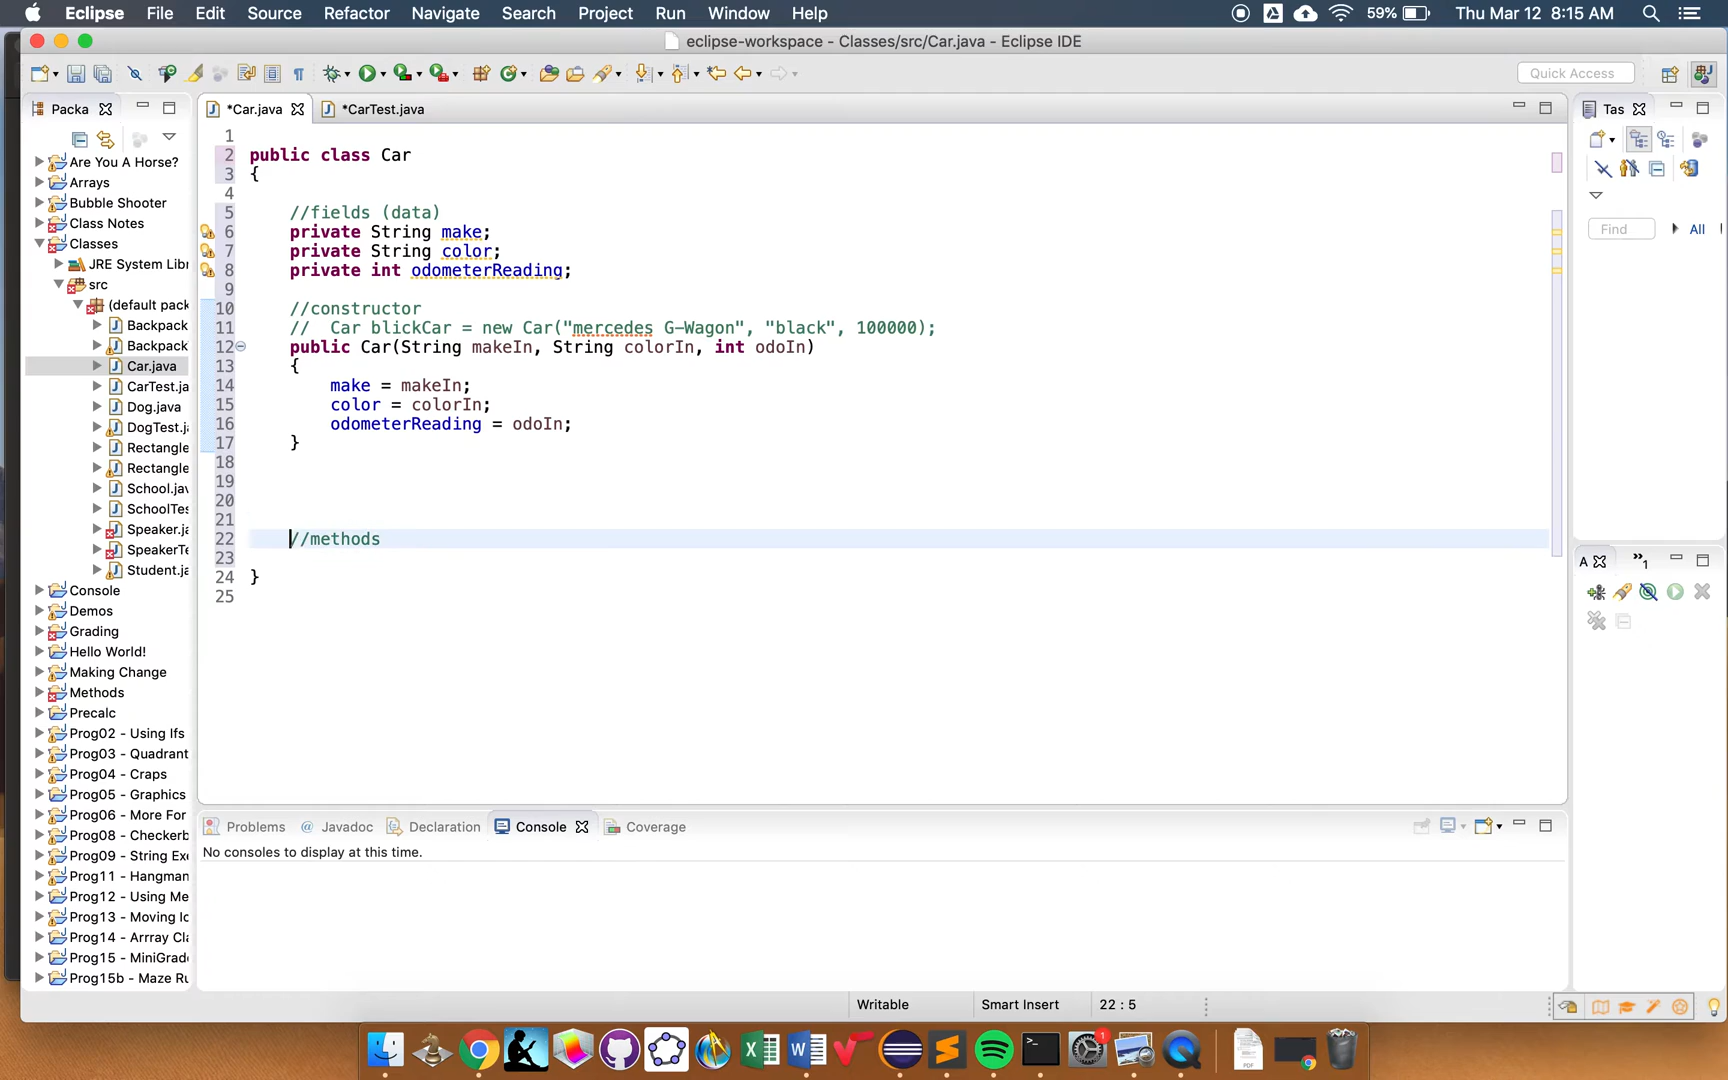 Eclipse File Edit Source Refactor Navigate Search Project Run Window Help 59% Thu Mar 12 8:15 AM
eclipse-workspace - Classes/src/Car.java - Eclipse IDE
Quick Access
Packa
*Car.java
*CarTest.java
Tas
Are You A Horse?
Arrays
Bubble Shooter
Class Notes
Classes
JRE System Libr
src
(default pack
Backpack
Backpack
Car.java
CarTest.ja
Dog.java
DogTest.ja
Rectangle
Rectangle
School.jav
SchoolTes
Speaker.ja
SpeakerTe
Student.ja
Console
Demos
Grading
Hello World!
Making Change
Methods
Precalc
Prog02 - Using Ifs
Prog03 - Quadrant
Prog04 - Craps
Prog05 - Graphics
Prog06 - More For
Prog08 - Checkerb
Prog09 - String Exe
Prog11 - Hangman
Prog12 - Using Me
Prog13 - Moving Ic
Prog14 - Arrray Cla
Prog15 - MiniGrade
Prog15b - Maze Ru
1
2 public class Car
3 {
4
5 //fields (data)
6 private String make;
7 private String color;
8 private int odometerReading;
9
10 //constructor
11 // Car blickCar = new Car("mercedes G-Wagon", "black", 100000);
12 public Car(String makeIn, String colorIn, int odoIn)
13 {
14 make = makeIn;
15 color = colorIn;
16 odometerReading = odoIn;
17 }
18
19
20
21
22 //methods
23
24 }
25
Find
All
A
»1
Problems @ Javadoc Declaration Console Coverage
No consoles to display at this time.
Writable Smart Insert 22 : 5
1
PDF